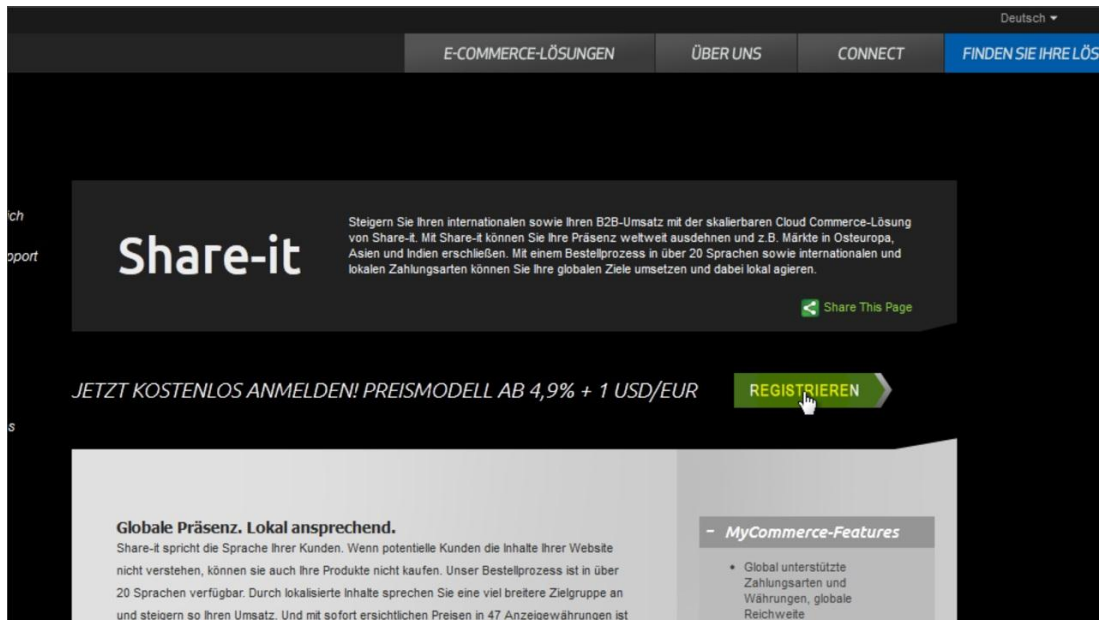 Deutsch
E-COMMERCE-LÖSUNGEN
ÜBER UNS
CONNECT
FINDEN SIE IHRE LÖS
ich
pport
s
Share-it
Steigern Sie Ihren internationalen sowie Ihren B2B-Umsatz mit der skalierbaren Cloud Commerce-Lösung
von Share-it. Mit Share-it können Sie Ihre Präsenz weltweit ausdehnen und z.B. Märkte in Osteuropa,
Asien und Indien erschließen. Mit einem Bestellprozess in über 20 Sprachen sowie internationalen und
lokalen Zahlungsarten können Sie Ihre globalen Ziele umsetzen und dabei lokal agieren.
Share This Page
JETZT KOSTENLOS ANMELDEN! PREISMODELL AB 4,9% + 1 USD/EUR
REGISTRIEREN
Globale Präsenz. Lokal ansprechend.
Share-it spricht die Sprache Ihrer Kunden. Wenn potentielle Kunden die Inhalte Ihrer Website
nicht verstehen, können sie auch Ihre Produkte nicht kaufen. Unser Bestellprozess ist in über
20 Sprachen verfügbar. Durch lokalisierte Inhalte sprechen Sie eine viel breitere Zielgruppe an
und steigern so Ihren Umsatz. Und mit sofort ersichtlichen Preisen in 47 Anzeigewährungen ist
- MyCommerce-Features
• Global unterstützte
Zahlungsarten und
Währungen, globale
Reichweite